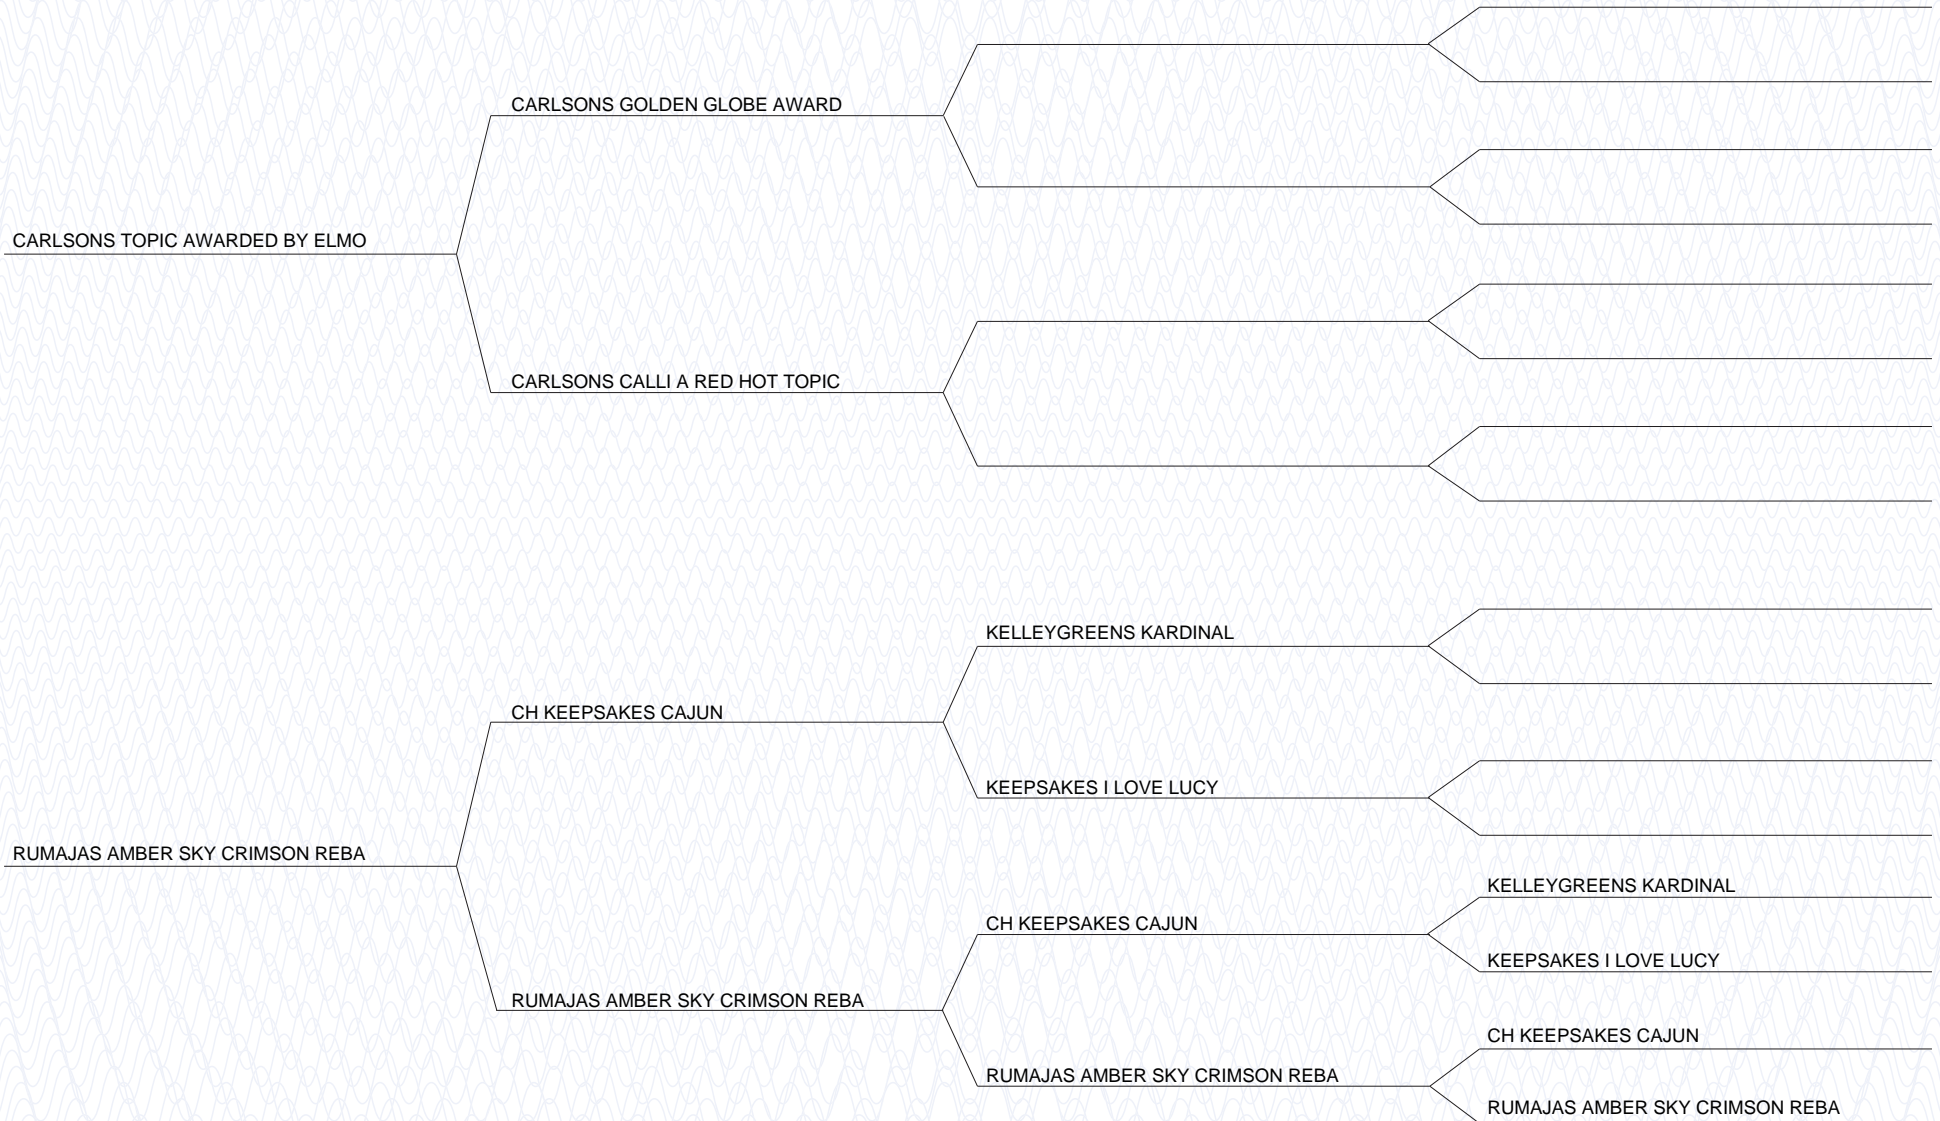 CARLSONS GOLDEN GLOBE AWARD
CARLSONS TOPIC AWARDED BY ELMO
CARLSONS CALLI A RED HOT TOPIC
KELLEYGREENS KARDINAL
CH KEEPSAKES CAJUN
KEEPSAKES I LOVE LUCY
RUMAJAS AMBER SKY CRIMSON REBA
KELLEYGREENS KARDINAL
CH KEEPSAKES CAJUN
KEEPSAKES I LOVE LUCY
RUMAJAS AMBER SKY CRIMSON REBA
CH KEEPSAKES CAJUN
RUMAJAS AMBER SKY CRIMSON REBA
RUMAJAS AMBER SKY CRIMSON REBA